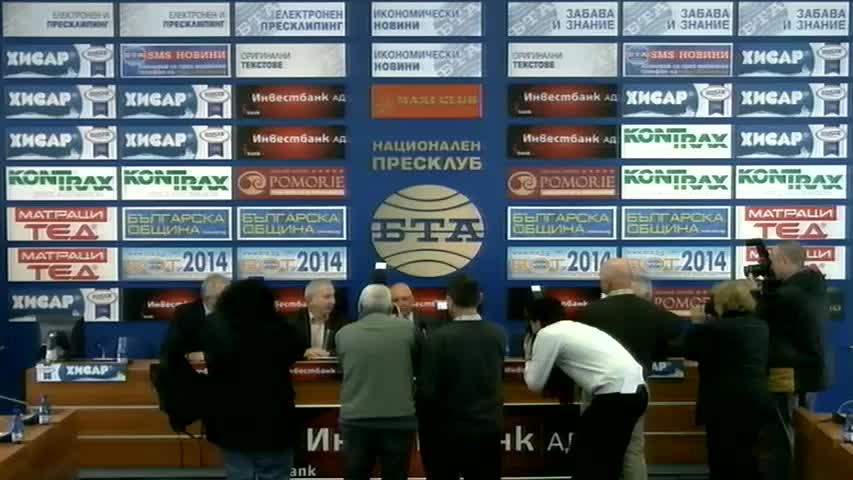 ЕЛЕКТРОНЕН И
ПРЕСКЛИПИНГ
ЕЛЕКТРОНЕН И
ПРЕСКЛИПИНГ
ЕЛЕКТРОНЕН И
ПРЕСКЛИПИНГ
ИКОНОМИЧЕСКИ
НОВИНИ
ЗАБАВА
И ЗНАНИЕ
ЗАБАВА
И ЗНАНИЕ
ЗАБАВА
И ЗНАНИЕ
ХИСАР
SMS НОВИНИ
ОРИГИНАЛНИ
ТЕКСТОВЕ
ИКОНОМИЧЕСКИ
НОВИНИ
ОРИГИНАЛНИ
ТЕКСТОВЕ
SMS НОВИНИ
ХИСАР
ХИСАР
ХИСАР
Инвестбанк АД
MAXI CLUB
Инвестбанк АД
ХИСАР
ХИСАР
ХИСАР
ХИСАР
Инвестбанк АД
НАЦИОНАЛЕН
ПРЕСКЛУБ
Инвестбанк АД
KONTRAX
ХИСАР
KONTRAX
KONTRAX
POMORIE
POMORIE
KONTRAX
KONTRAX
МАТРАЦИ
ТЕД
БЪЛГАРСКА
ОБЩИНА
БЪЛГАРСКА
ОБЩИНА
БТА
БЪЛГАРСКА
ОБЩИНА
БЪЛГАРСКА
ОБЩИНА
МАТРАЦИ
ТЕД
МАТРАЦИ
ТЕД
2014
2014
2014
2014
ХИСАР
POMORIE
ХИСАР
Инвестбанк АД
банк